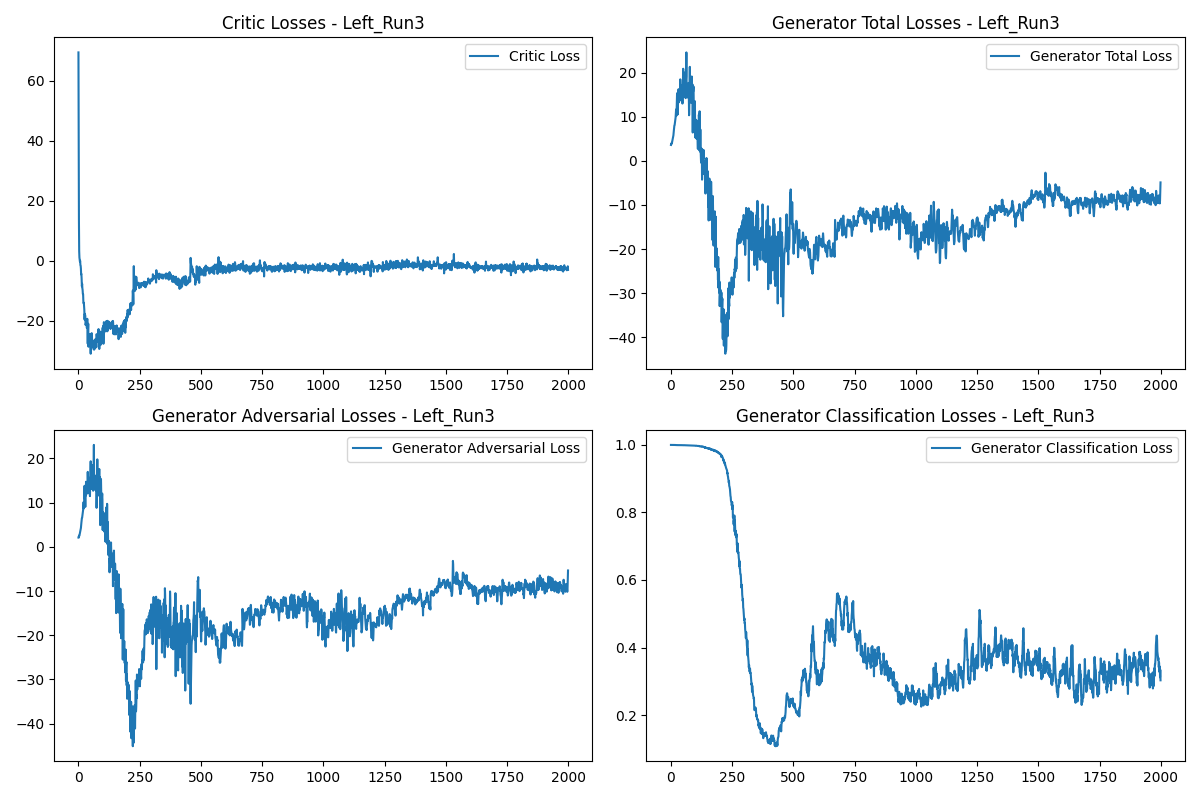 Critic Losses - Left_Run3
Critic Loss
60
40
20
0
−20
0 250 500 750 1000 1250 1500 1750 2000
Generator Total Losses - Left_Run3
Generator Total Loss
20
10
0
−10
−20
−30
−40
0 250 500 750 1000 1250 1500 1750 2000
Generator Adversarial Losses - Left_Run3
Generator Adversarial Loss
20
10
0
−10
−20
−30
−40
0 250 500 750 1000 1250 1500 1750 2000
Generator Classification Losses - Left_Run3
Generator Classification Loss
1.0
0.8
0.6
0.4
0.2
0 250 500 750 1000 1250 1500 1750 2000